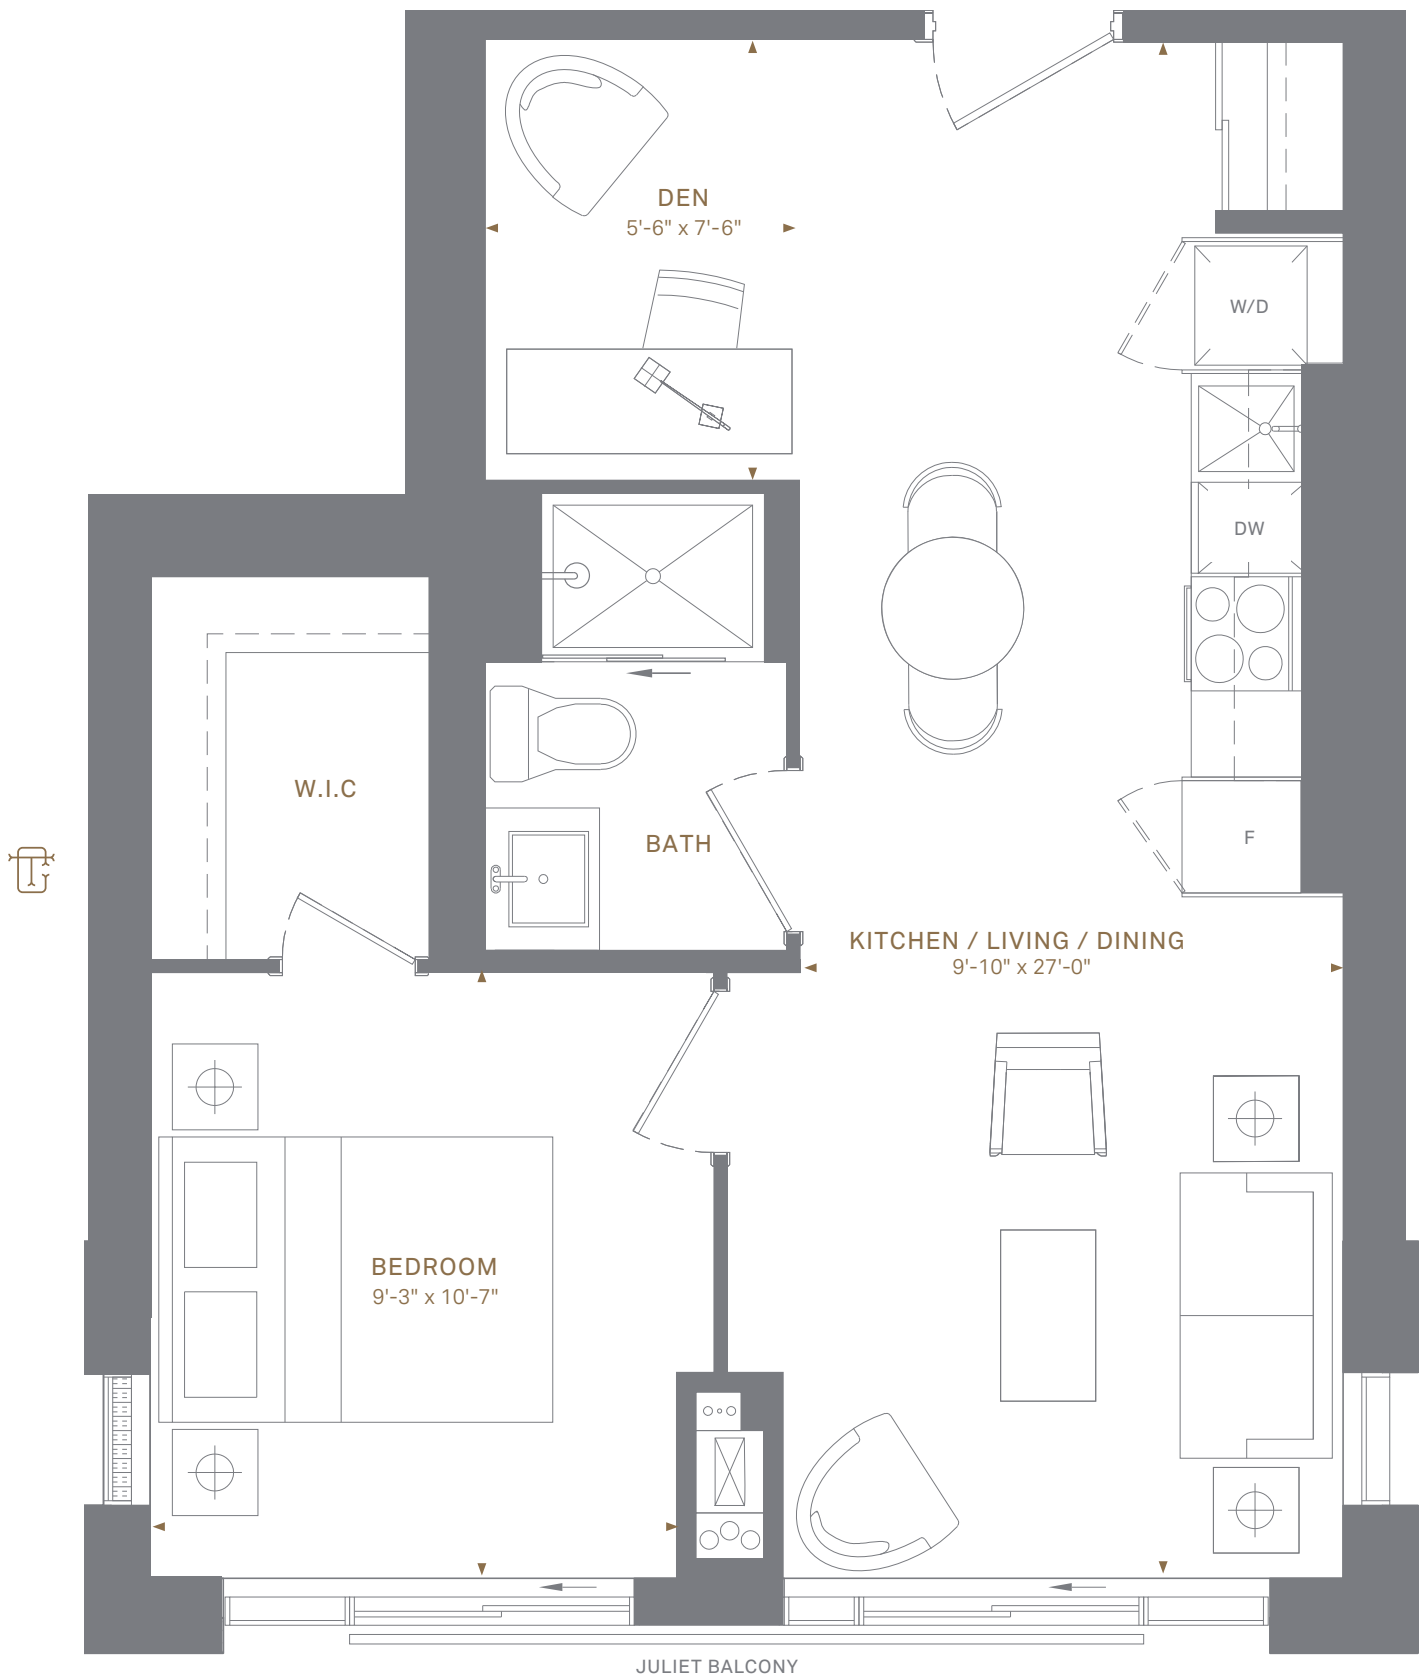 DEN
5'-6" x 7'-6"
W/D
DW
W.I.C
BATH
F
KITCHEN / LIVING / DINING
9'-10" x 27'-0"
BEDROOM
9'-3" x 10'-7"
JULIET BALCONY